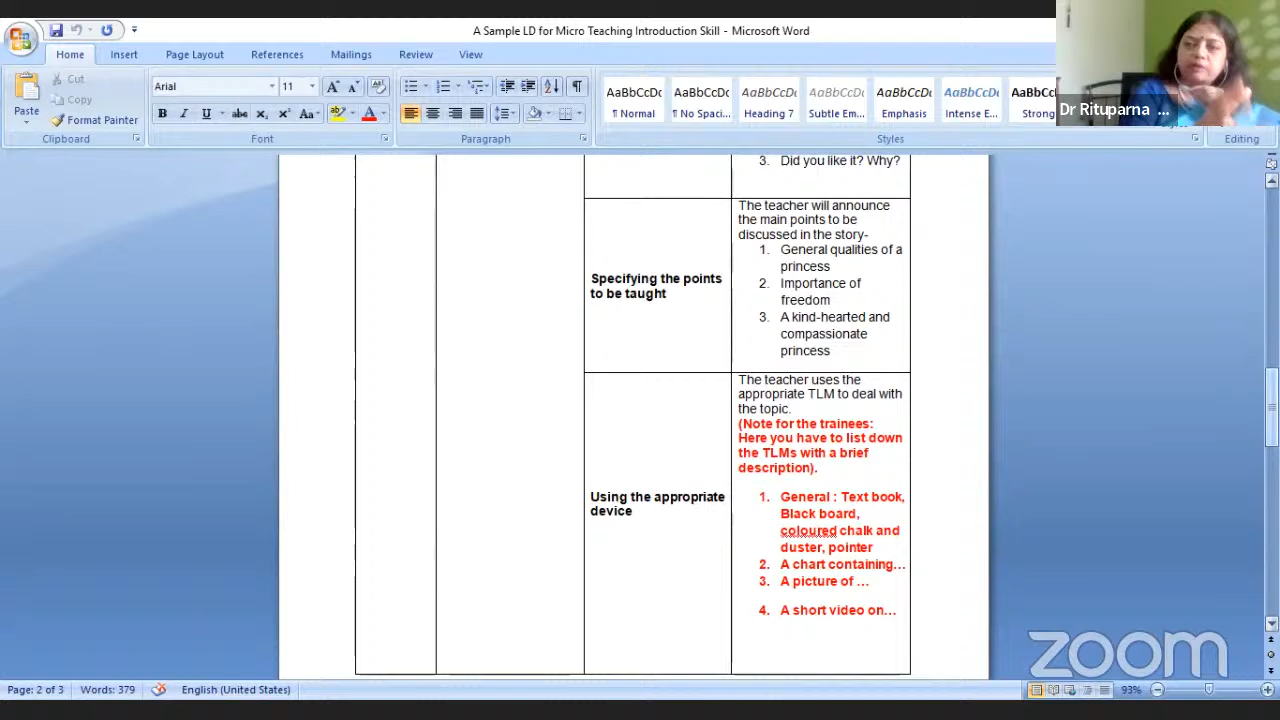 A Sample LD for Micro Teaching Introduction Skill - Microsoft Word
Home Insert Page Layout References Mailings Review View
Paste
Cut
Copy
Format Painter
Clipboard
Arial 11
Font
Paragraph
AaBbCcDc AaBbCcDc AaBbCcDc AaBbCcDc AaBbCcDc AaBbCcDc AaBbCcDc
¶ Normal ¶ No Spaci... Heading 7 Subtle Em... Emphasis Intense E... Strong
Styles
Editing
Dr Rituparna ...
3. Did you like it? Why?
Specifying the points
to be taught
The teacher will announce
the main points to be
discussed in the story-
1. General qualities of a
princess
2. Importance of
freedom
3. A kind-hearted and
compassionate
princess
Using the appropriate
device
The teacher uses the
appropriate TLM to deal with
the topic.
(Note for the trainees:
Here you have to list down
the TLMs with a brief
description).
1. General : Text book,
Black board,
coloured chalk and
duster, pointer
2. A chart containing...
3. A picture of ...
4. A short video on...
zoom
Page: 2 of 3 Words: 379 English (United States) 93%